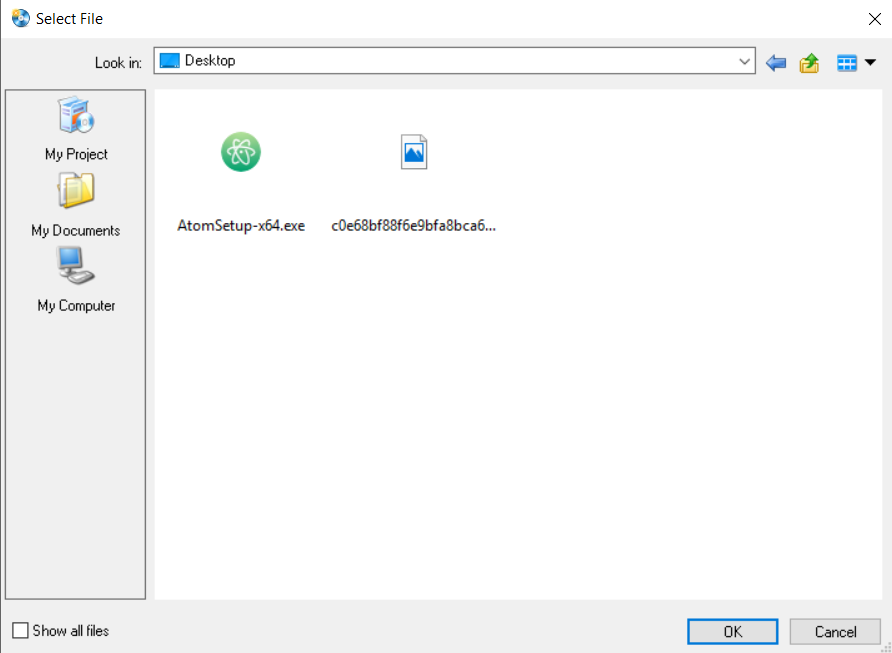 Select File
Look in:
Desktop
My Project
My Documents
My Computer
AtomSetup-x64.exe
c0e68bf88f6e9bfa8bca6...
Show all files
OK
Cancel